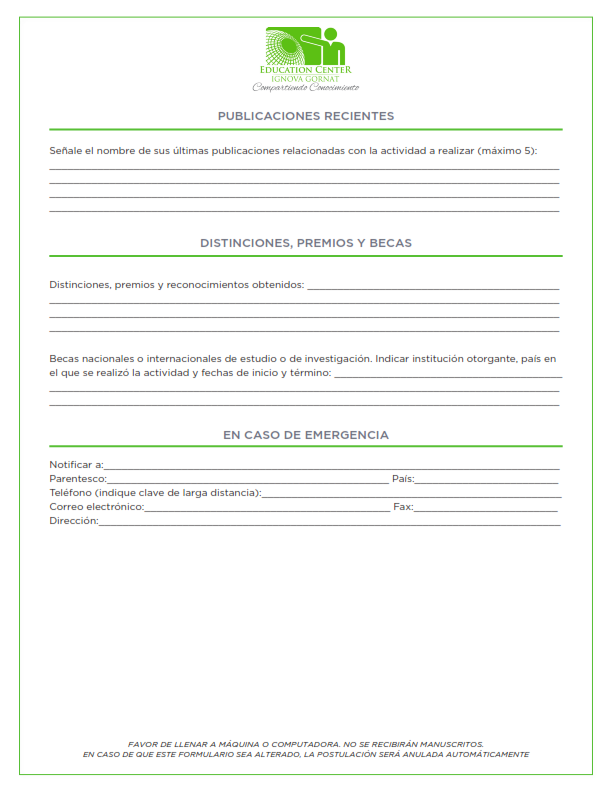 EDUCATION CENTER
IGNOVA GORNAT
Compartiendo Conocimiento
PUBLICACIONES RECIENTES
Señale el nombre de sus últimas publicaciones relacionadas con la actividad a realizar (máximo 5):
DISTINCIONES, PREMIOS Y BECAS
Distinciones, premios y reconocimientos obtenidos:
Becas nacionales o internacionales de estudio o de investigación. Indicar institución otorgante, país en
el que se realizó la actividad y fechas de inicio y término:
EN CASO DE EMERGENCIA
Notificar a:
Parentesco: País:
Teléfono (indique clave de larga distancia):
Correo electrónico: Fax:
Dirección:
FAVOR DE LLENAR A MÁQUINA O COMPUTADORA. NO SE RECIBIRÁN MANUSCRITOS.
EN CASO DE QUE ESTE FORMULARIO SEA ALTERADO, LA POSTULACIÓN SERÁ ANULADA AUTOMÁTICAMENTE